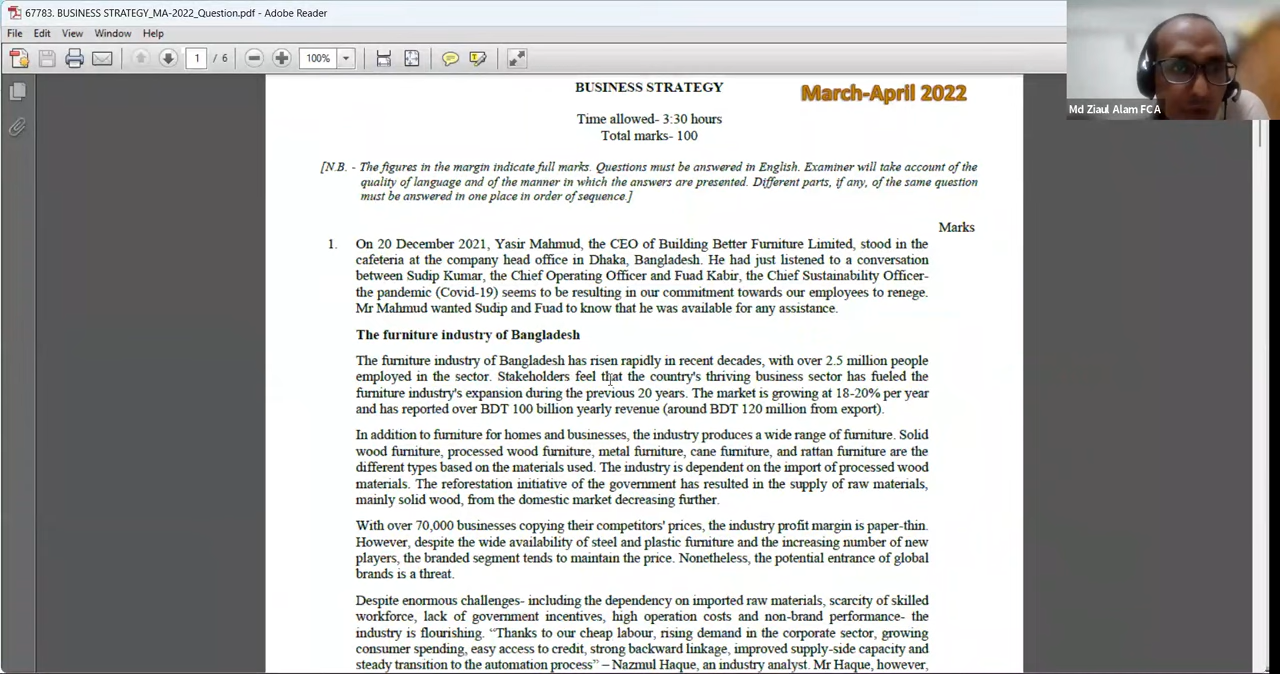 67783. BUSINESS STRATEGY_MA-2022_Question.pdf - Adobe Reader
File Edit View Window Help
1 / 6 100%
Md Ziaul Alam FCA
BUSINESS STRATEGY
March-April 2022
Time allowed- 3:30 hours
Total marks- 100
[N.B. - The figures in the margin indicate full marks. Questions must be answered in English. Examiner will take account of the
quality of language and of the manner in which the answers are presented. Different parts, if any, of the same question
must be answered in one place in order of sequence.]
Marks
1. On 20 December 2021, Yasir Mahmud, the CEO of Building Better Furniture Limited, stood in the
cafeteria at the company head office in Dhaka, Bangladesh. He had just listened to a conversation
between Sudip Kumar, the Chief Operating Officer and Fuad Kabir, the Chief Sustainability Officer-
the pandemic (Covid-19) seems to be resulting in our commitment towards our employees to renege.
Mr Mahmud wanted Sudip and Fuad to know that he was available for any assistance.
The furniture industry of Bangladesh
The furniture industry of Bangladesh has risen rapidly in recent decades, with over 2.5 million people
employed in the sector. Stakeholders feel that the country's thriving business sector has fueled the
furniture industry's expansion during the previous 20 years. The market is growing at 18-20% per year
and has reported over BDT 100 billion yearly revenue (around BDT 120 million from export).
In addition to furniture for homes and businesses, the industry produces a wide range of furniture. Solid
wood furniture, processed wood furniture, metal furniture, cane furniture, and rattan furniture are the
different types based on the materials used. The industry is dependent on the import of processed wood
materials. The reforestation initiative of the government has resulted in the supply of raw materials,
mainly solid wood, from the domestic market decreasing further.
With over 70,000 businesses copying their competitors' prices, the industry profit margin is paper-thin.
However, despite the wide availability of steel and plastic furniture and the increasing number of new
players, the branded segment tends to maintain the price. Nonetheless, the potential entrance of global
brands is a threat.
Despite enormous challenges- including the dependency on imported raw materials, scarcity of skilled
workforce, lack of government incentives, high operation costs and non-brand performance- the
industry is flourishing. “Thanks to our cheap labour, rising demand in the corporate sector, growing
consumer spending, easy access to credit, strong backward linkage, improved supply-side capacity and
steady transition to the automation process” – Nazmul Haque, an industry analyst. Mr Haque, however,